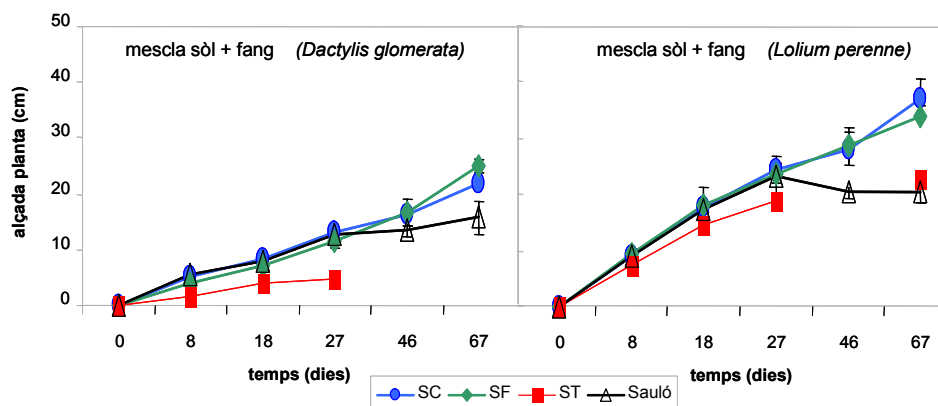 mescla sòl + fang (Dactylis glomerata)
mescla sòl + fang (Lolium perenne)
alçada planta (cm)
50
40
30
20
10
0
0 8 18 27 46 67
0 8 18 27 46 67
temps (dies)
temps (dies)
SC SF ST Sauló